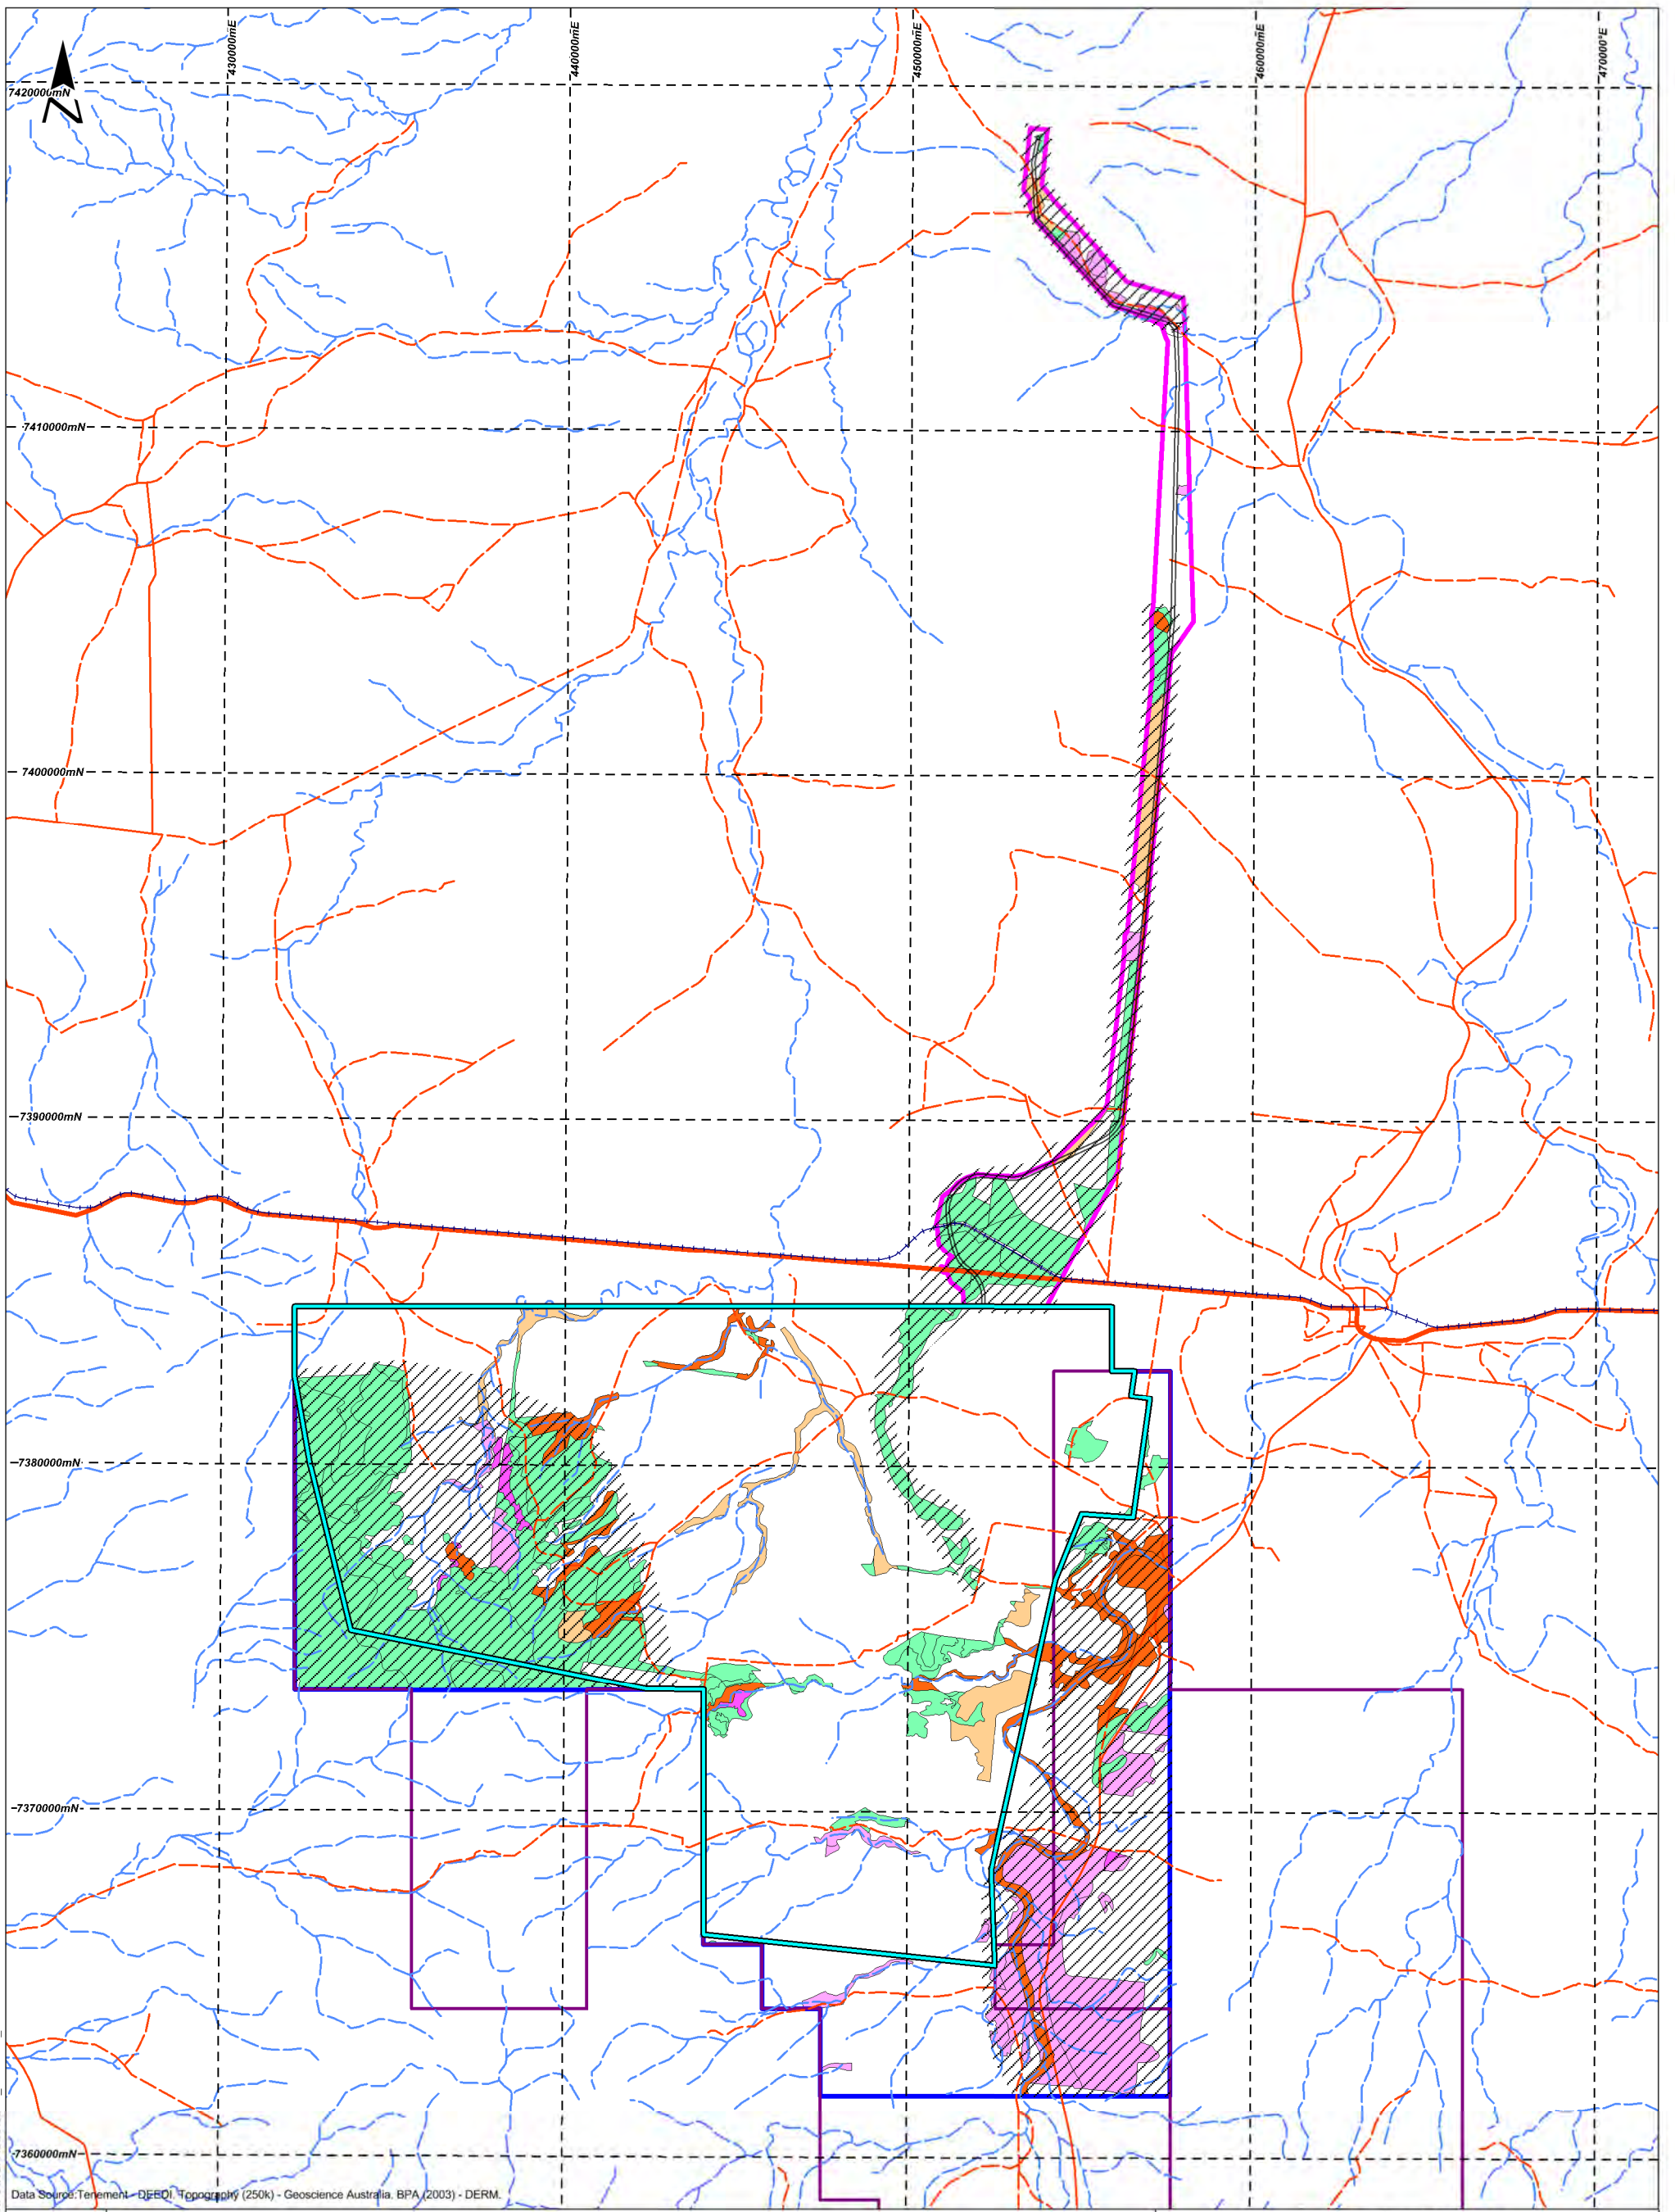 430000mE
440000mE
450000mE
460000mE
470000°E
7420000mN
N
7410000mN
7400000mN
7390000mN
7380000mN
7370000mN
7360000mN
Data Source:Tenement - DEEDI. Topography (250k) - Geoscience Australia. BPA (2003) - DERM.